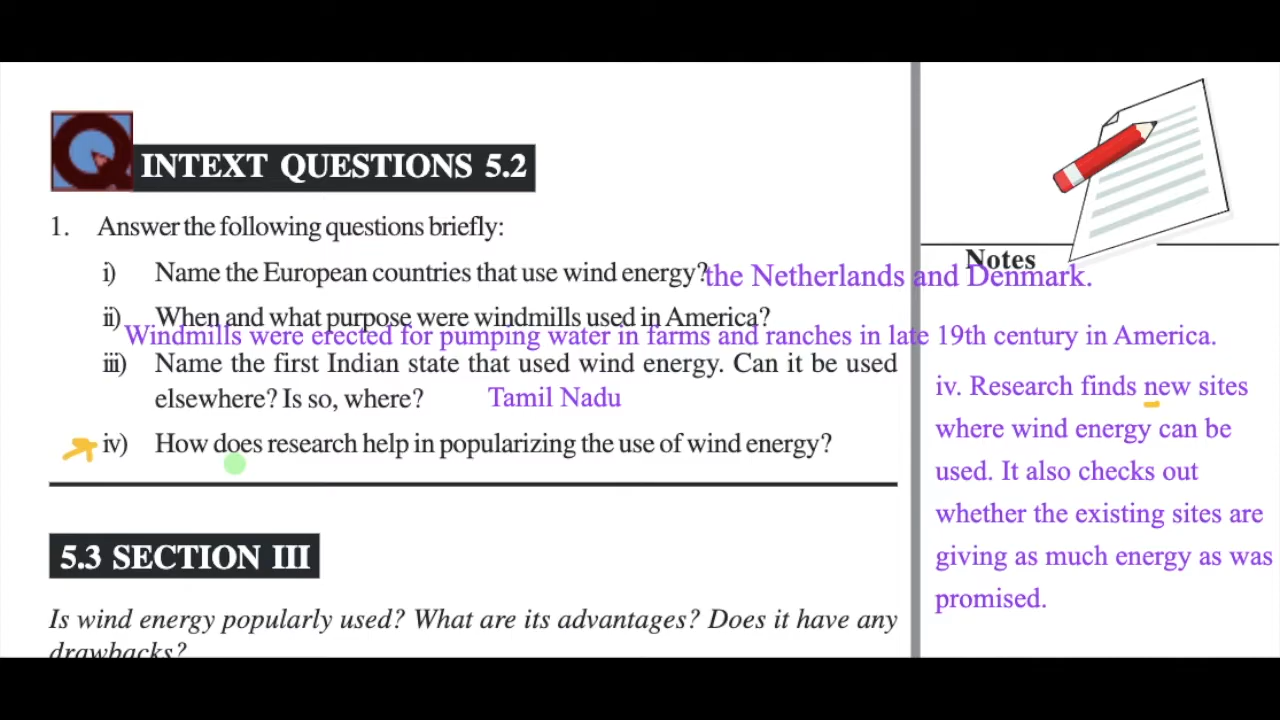 INTEXT QUESTIONS 5.2
1. Answer the following questions briefly:
i) Name the European countries that use wind energy?
the Netherlands and Denmark.
Notes
ii) When and what purpose were windmills used in America?
Windmills were erected for pumping water in farms and ranches in late 19th century in America.
iii) Name the first Indian state that used wind energy. Can it be used
elsewhere? Is so, where?
Tamil Nadu
iv) How does research help in popularizing the use of wind energy?
iv. Research finds new sites
where wind energy can be
used. It also checks out
whether the existing sites are
giving as much energy as was
promised.
5.3 SECTION III
Is wind energy popularly used? What are its advantages? Does it have any
drawbacks?